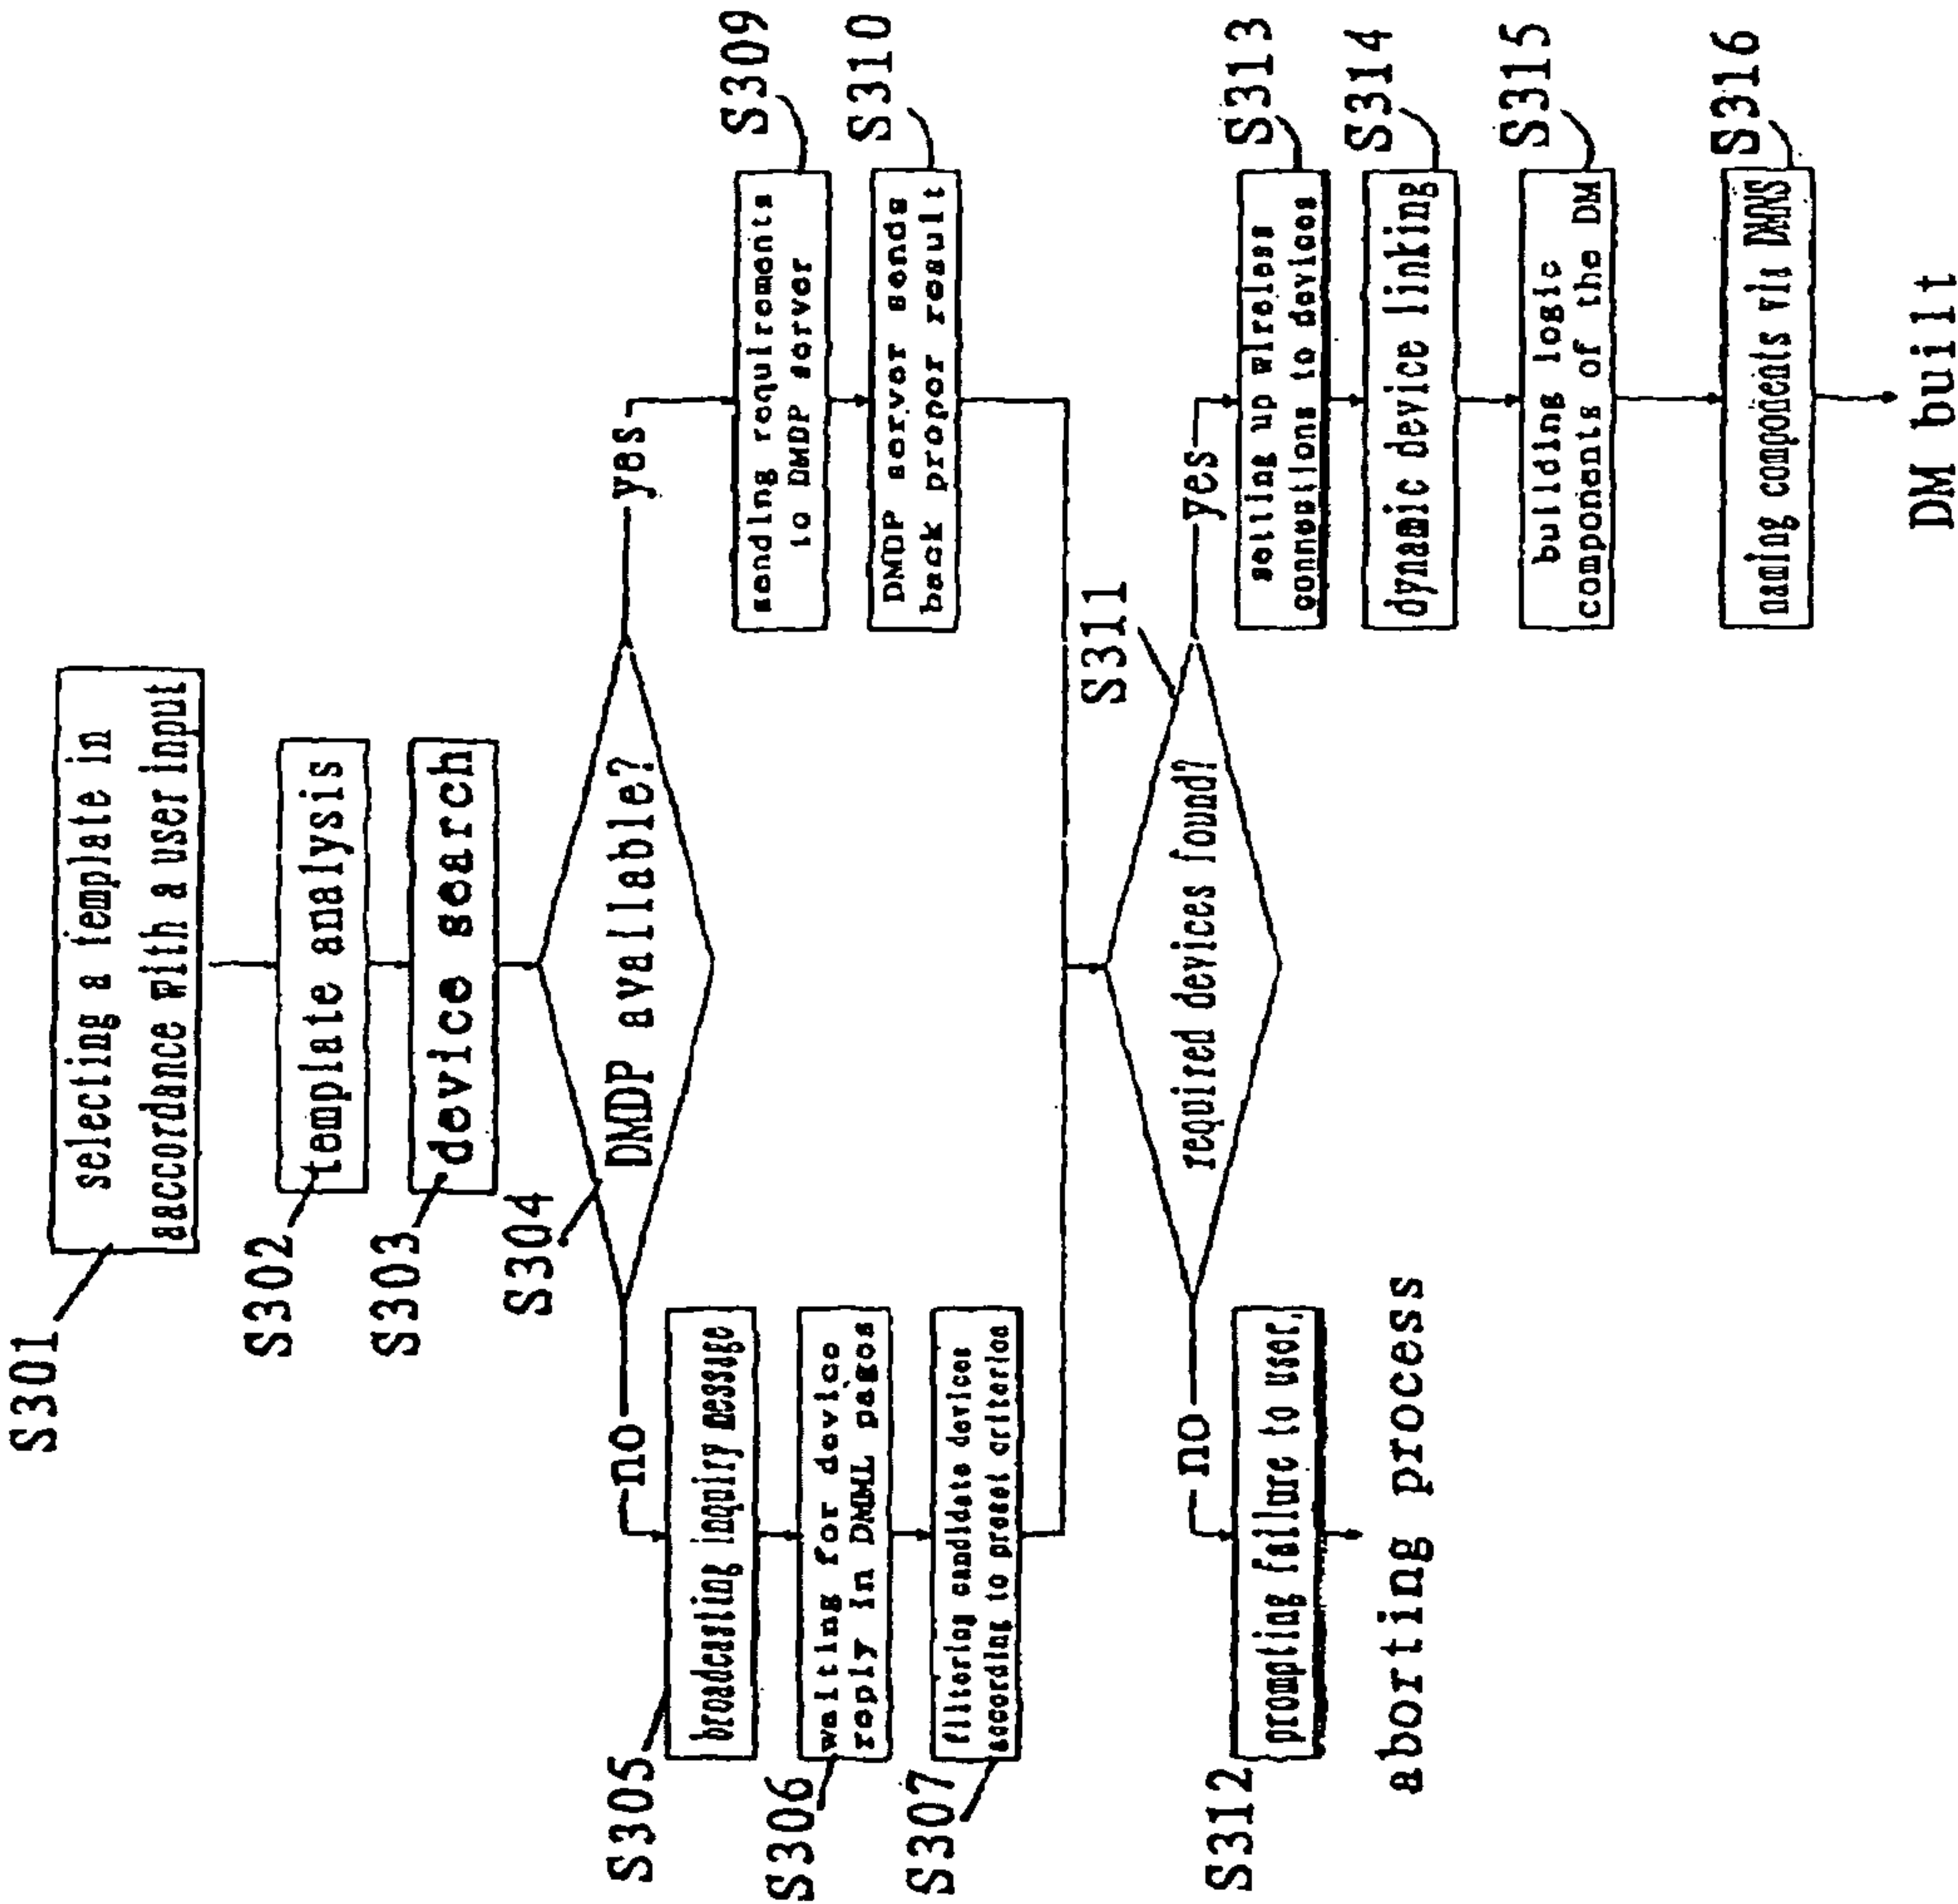 S301
selecting a template in
aaccordance with a user input
S302
template analysis
S303
device search
S304
DMDP available?
no
yes
S305
broadcasting inquiry message
S306
waiting for device
reply in DMML pages
S307
filtering candidate devices
according to preset criterion
S309
sending requirements
to DMDP server
S310
DMDP server sends
back proper result
S311
required devices found?
no
yes
S312
prompting failure to user,
aborting process
S313
setting up wireless
connections to devices
S314
dynamic device linking
S315
building logic
components of the DM
S316
naming components via DMNS
DM built